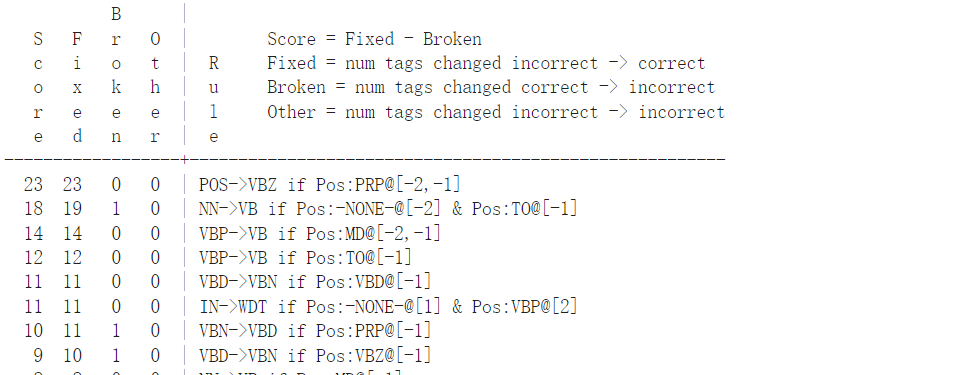 B      |
 S   F   r   O  |        Score = Fixed - Broken
 c   i   o   t  |  R     Fixed = num tags changed incorrect -> correct
 o   x   k   h  |  u     Broken = num tags changed correct -> incorrect
 r   e   e   e  |  l     Other = num tags changed incorrect -> incorrect
 e   d   n   r  |  e
------------------+-------------------------------------------------------
 23  23   0   0  | POS->VBZ if Pos:PRP@[-2,-1]
 18  19   1   0  | NN->VB if Pos:-NONE-@[-2] & Pos:TO@[-1]
 14  14   0   0  | VBP->VB if Pos:MD@[-2,-1]
 12  12   0   0  | VBP->VB if Pos:TO@[-1]
 11  11   0   0  | VBD->VBN if Pos:VBD@[-1]
 11  11   0   0  | IN->WDT if Pos:-NONE-@[1] & Pos:VBP@[2]
 10  11   1   0  | VBN->VBD if Pos:PRP@[-1]
  9  10   1   0  | VBD->VBN if Pos:VBZ@[-1]